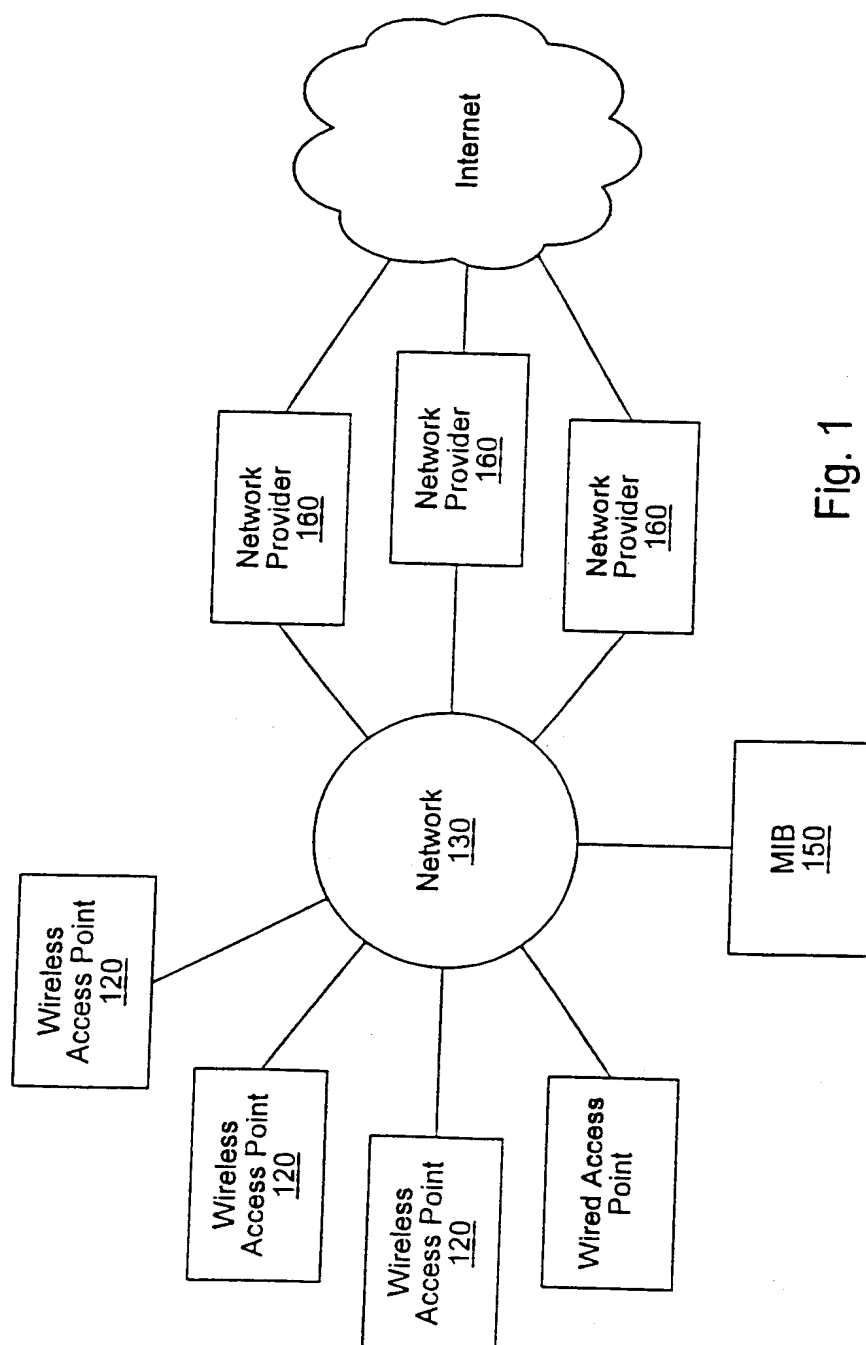 Wireless
Access Point
120
Wireless
Access Point
120
Wireless
Access Point
120
Wired Access
Point
Network
130
MIB
150
Network
Provider
160
Network
Provider
160
Network
Provider
160
Internet
Fig. 1